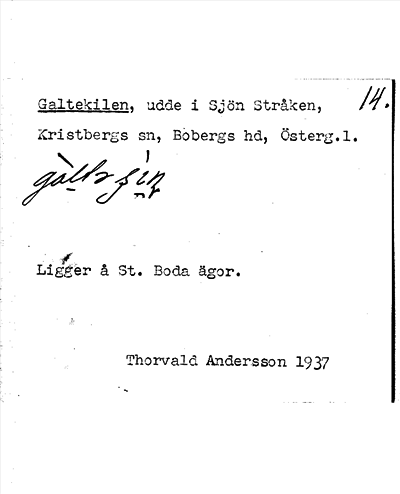 Galtekilen, udde i Sjön Stråken, 14.
Kristbergs sn, Bobergs hd, Österg.l.
Ligger å St. Boda ägor.
Thorvald Andersson 1937